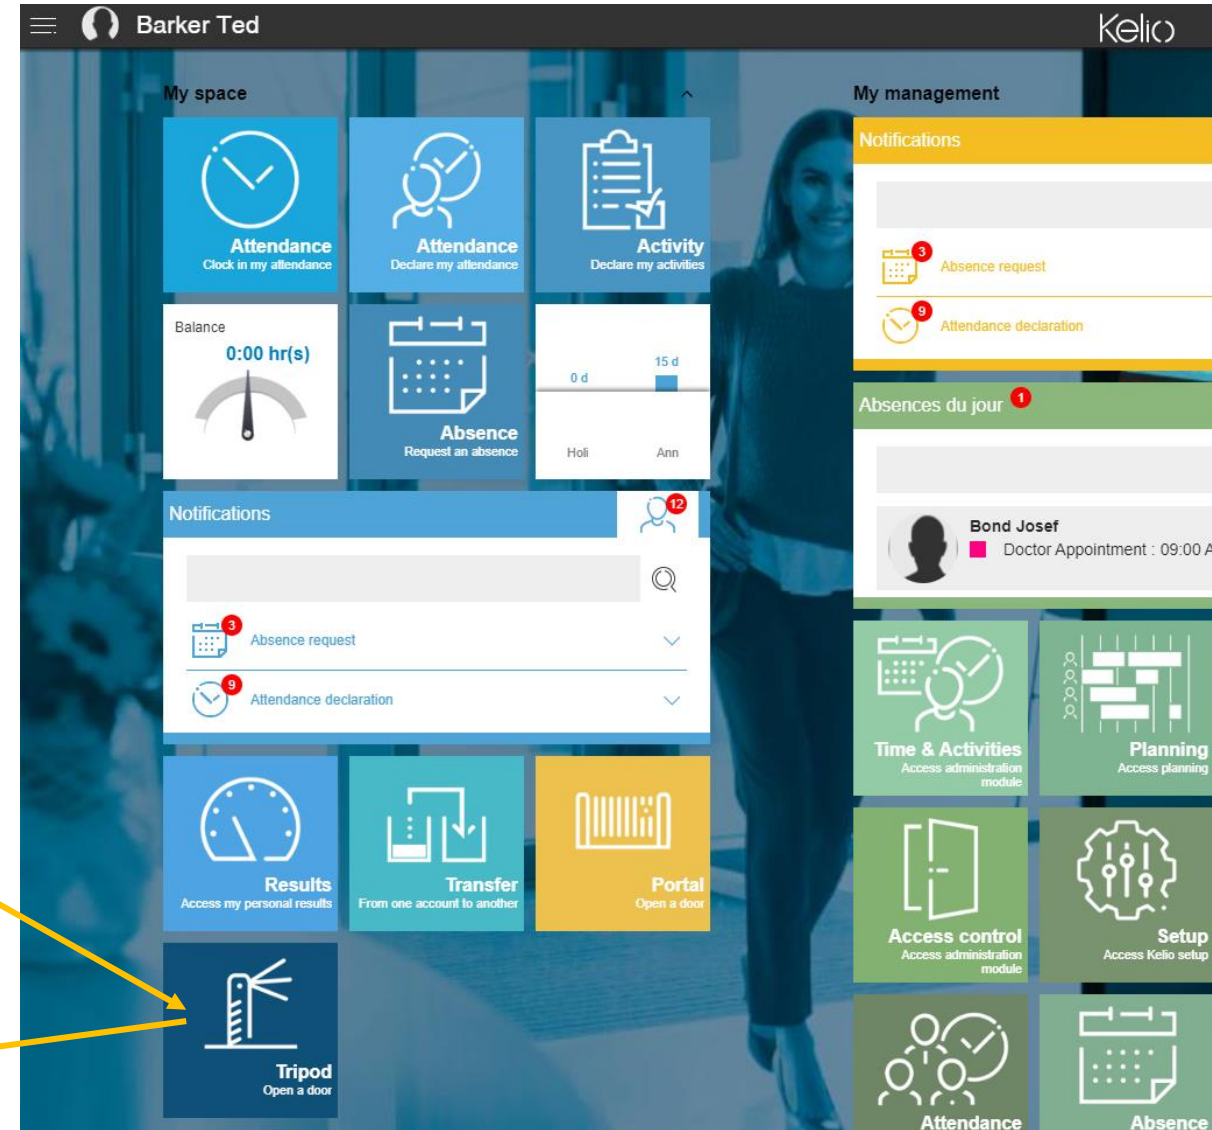 Barker Ted
Kelio
My space
Attendance
Clock in my attendance
Attendance
Declare my attendance
Activity
Declare my activities
Balance
0:00 hr(s)
Absence
Request an absence
0 d
15 d
Holi
Ann
Notifications
12
3
Absence request
9
Attendance declaration
Results
Access my personal results
Transfer
From one account to another
Portal
Open a door
Tripod
Open a door
My management
Notifications
3
Absence request
9
Attendance declaration
Absences du jour 1
Bond Josef
Doctor Appointment : 09:00 A
Time & Activities
Access administration
module
Planning
Access planning
Access control
Access administration
module
Setup
Access Kelio setup
Attendance
Absence